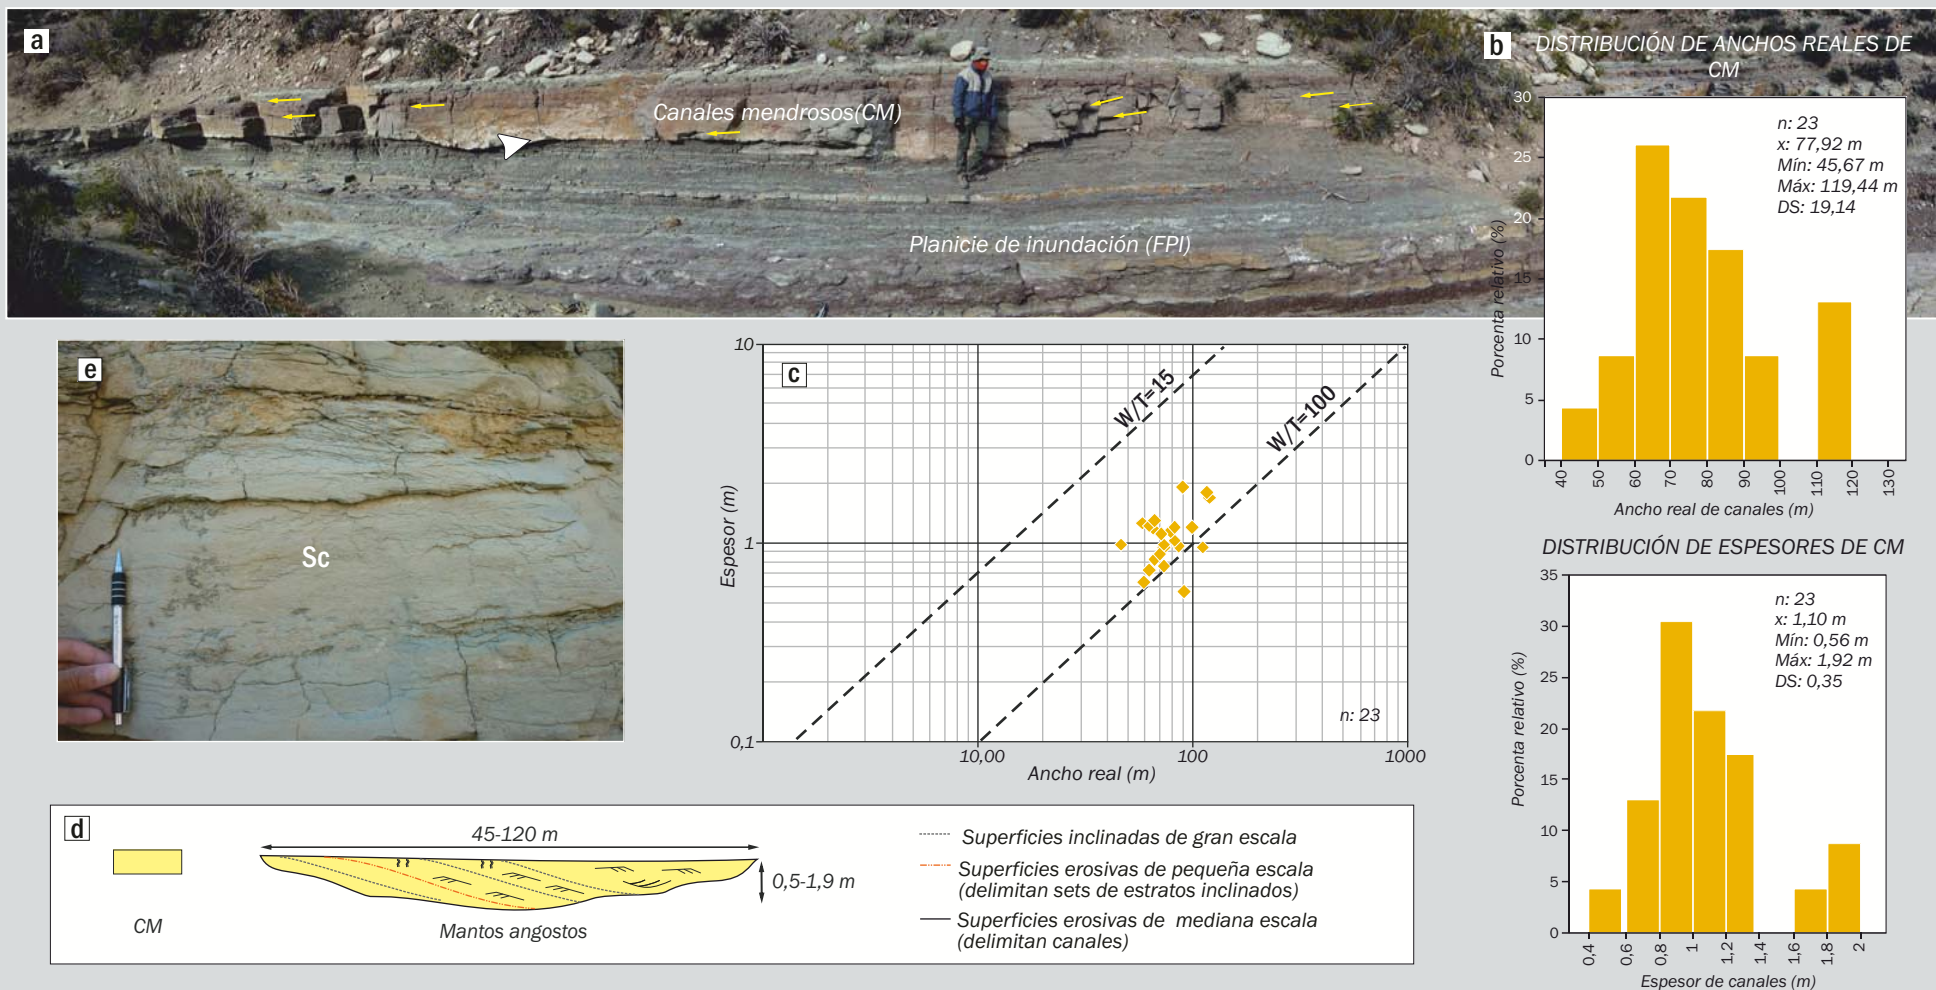 a
Canales mendrosos(CM)
Planicie de inundación (FPI)
b
DISTRIBUCIÓN DE ANCHOS REALES DE
CM
30
25
20
15
10
5
0
Porcenta relativo (%)
n: 23
x: 77,92 m
Mín: 45,67 m
Máx: 119,44 m
DS: 19,14
40 50 60 70 80 90 100 110 120 130
Ancho real de canales (m)
e
Sc
c
10
1
0,1
Espesor (m)
W/T=15
W/T=100
n: 23
10,00 100 1000
Ancho real (m)
DISTRIBUCIÓN DE ESPESORES DE CM
35
30
25
20
15
10
5
0
Porcenta relativo (%)
n: 23
x: 1,10 m
Mín: 0,56 m
Máx: 1,92 m
DS: 0,35
0,4 0,6 0,8 1 1,2 1,4 1,6 1,8 2
Espesor de canales (m)
d
CM
45-120 m
0,5-1,9 m
Mantos angostos
Superficies inclinadas de gran escala
Superficies erosivas de pequeña escala
(delimitan sets de estratos inclinados)
Superficies erosivas de mediana escala
(delimitan canales)